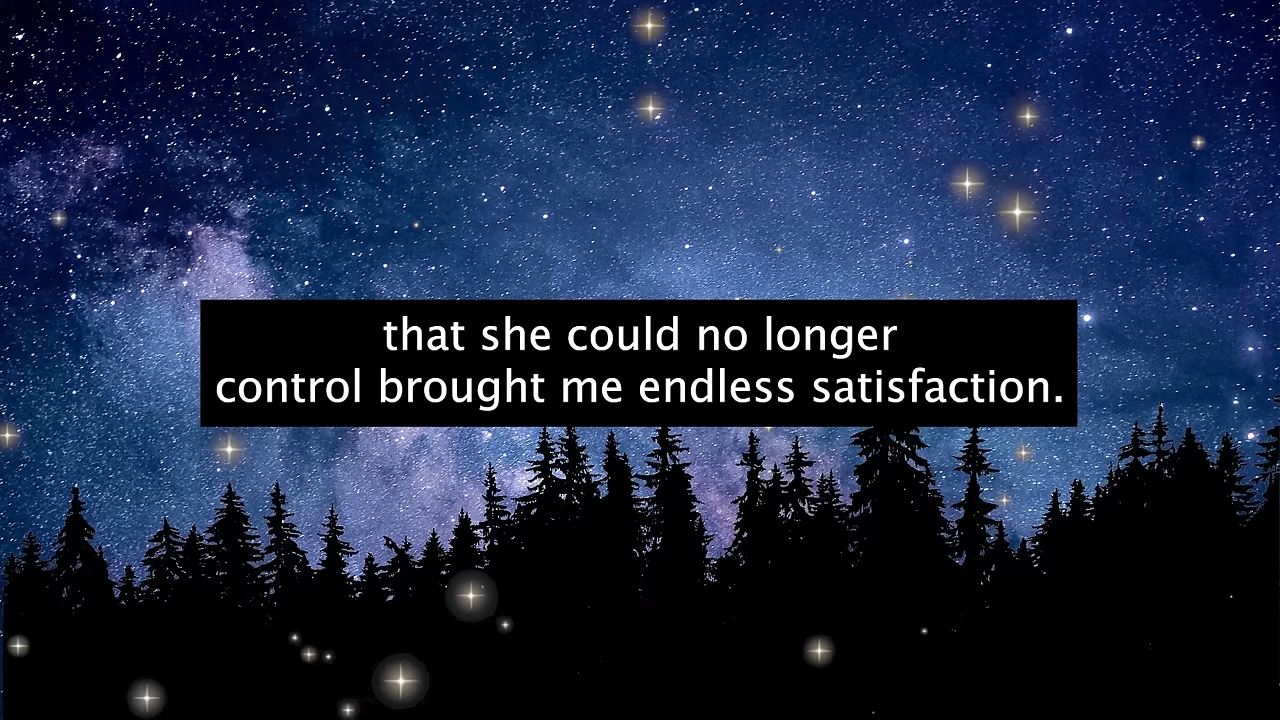 that she could no longer
control brought me endless satisfaction.